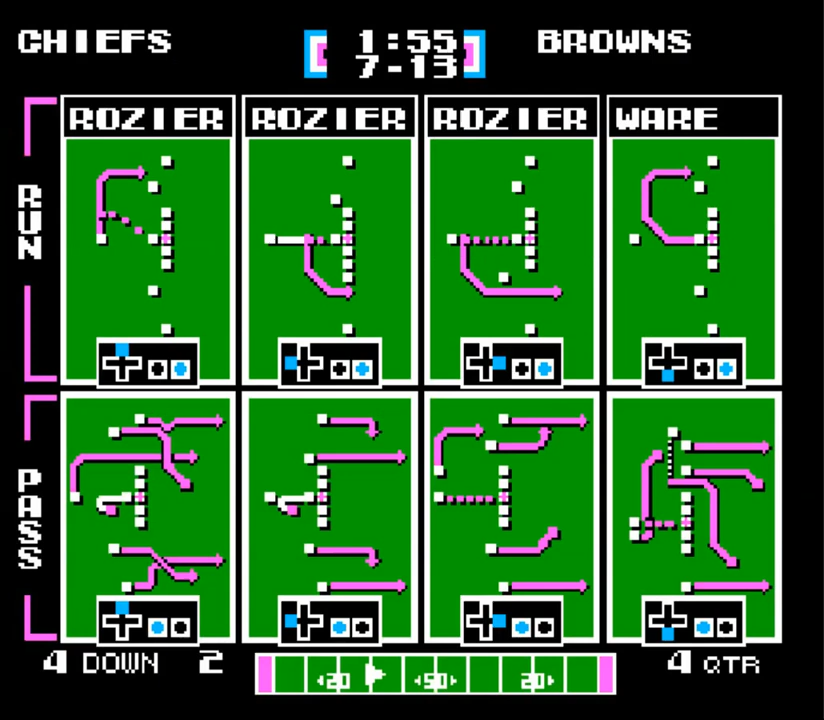 CHIEFS 1:55 BROWNS
7-13
ROZIER ROZIER ROZIER WARE
RUN
PASS
4 DOWN 2 4 QTR
20 50 20